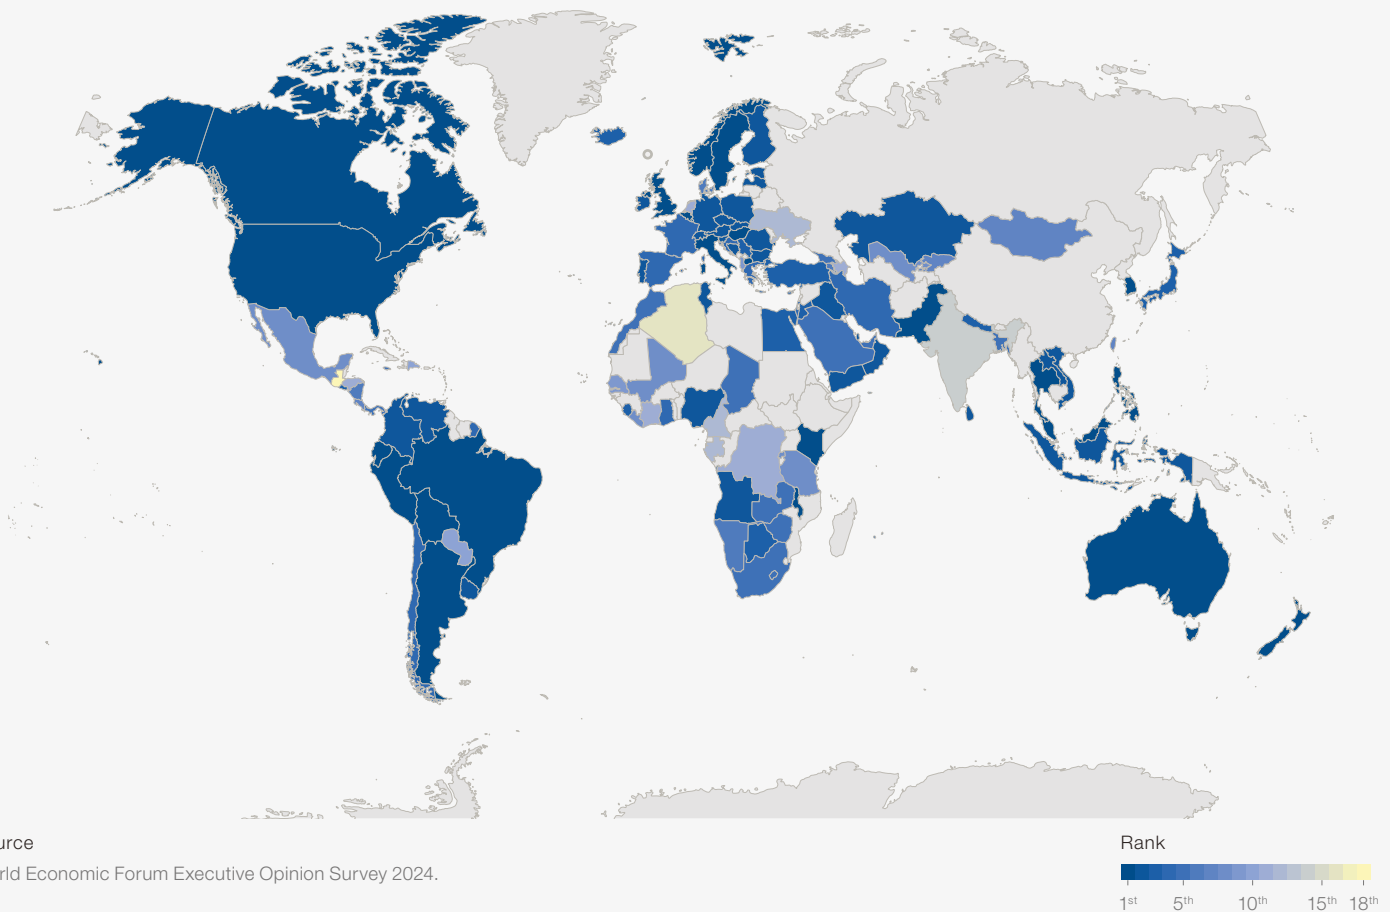 urce
rld Economic Forum Executive Opinion Survey 2024.
Rank
1st 5th 10th 15th 18th